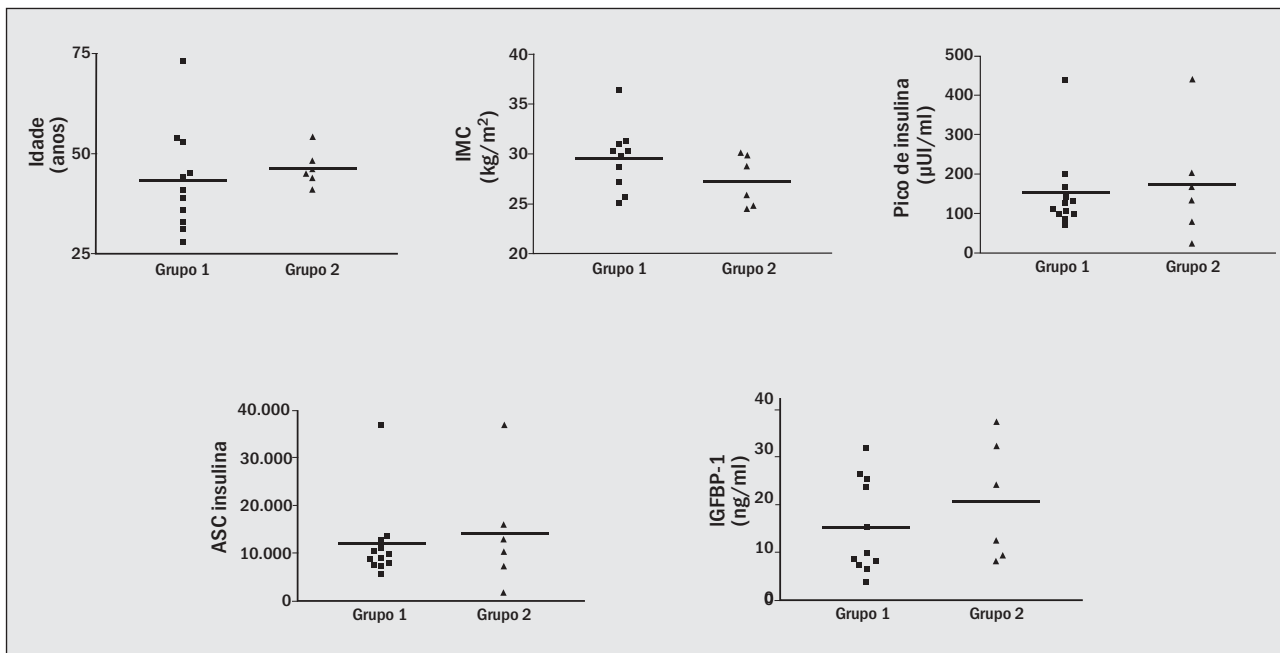 Idade
(anos)
75
50
25
Grupo 1 Grupo 2
IMC
(kg/m²)
40
35
30
25
20
Grupo 1 Grupo 2
Pico de insulina
(µUI/ml)
500
400
300
200
100
0
Grupo 1 Grupo 2
ASC insulina
40.000
30.000
20.000
10.000
0
Grupo 1 Grupo 2
IGFBP-1
(ng/ml)
40
30
20
10
0
Grupo 1 Grupo 2